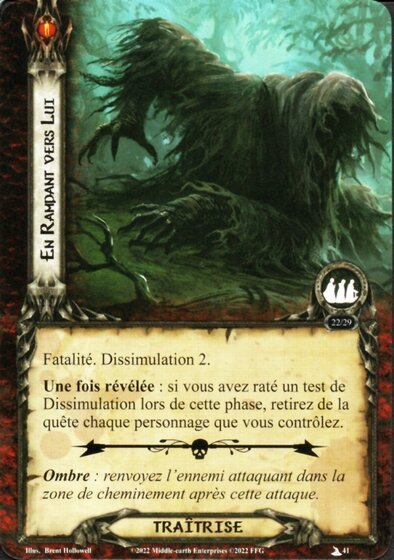 En Rampant vers Lui
22/29
Fatalité. Dissimulation 2.
Une fois révélée : si vous avez raté un test de
Dissimulation lors de cette phase, retirez de la
quête chaque personnage que vous contrôlez.
Ombre : renvoyez l'ennemi attaquant dans la
zone de cheminement après cette attaque.
TRAÎTRISE
Illus. Brent Hollowell
©2022 Middle-earth Enterprises ©2022 FFG
41